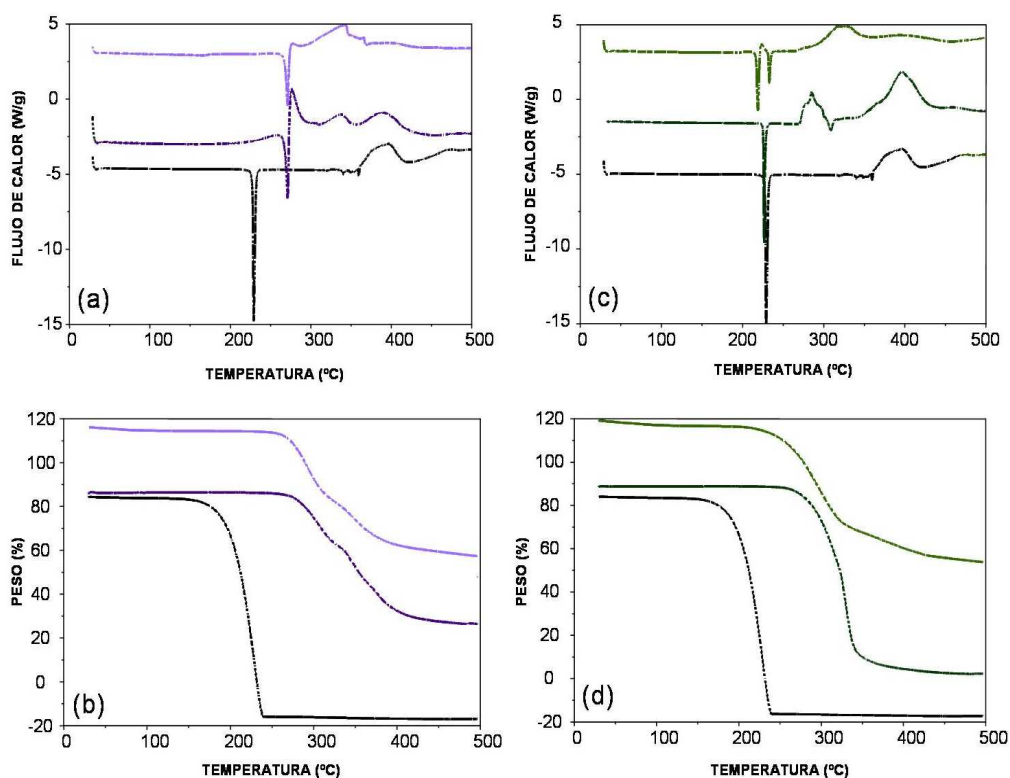 5
0
-5
-10
-15
FLUJO DE CALOR (W/g)
(a)
0 100 200 300 400 500
TEMPERATURA (ºC)
5
0
-5
-10
-15
FLUJO DE CALOR (W/g)
(c)
0 100 200 300 400 500
TEMPERATURA (ºC)
120
100
80
60
40
20
0
-20
PESO (%)
(b)
0 100 200 300 400 500
TEMPERATURA (ºC)
120
100
80
60
40
20
0
-20
PESO (%)
(d)
0 100 200 300 400 500
TEMPERATURA (ºC)